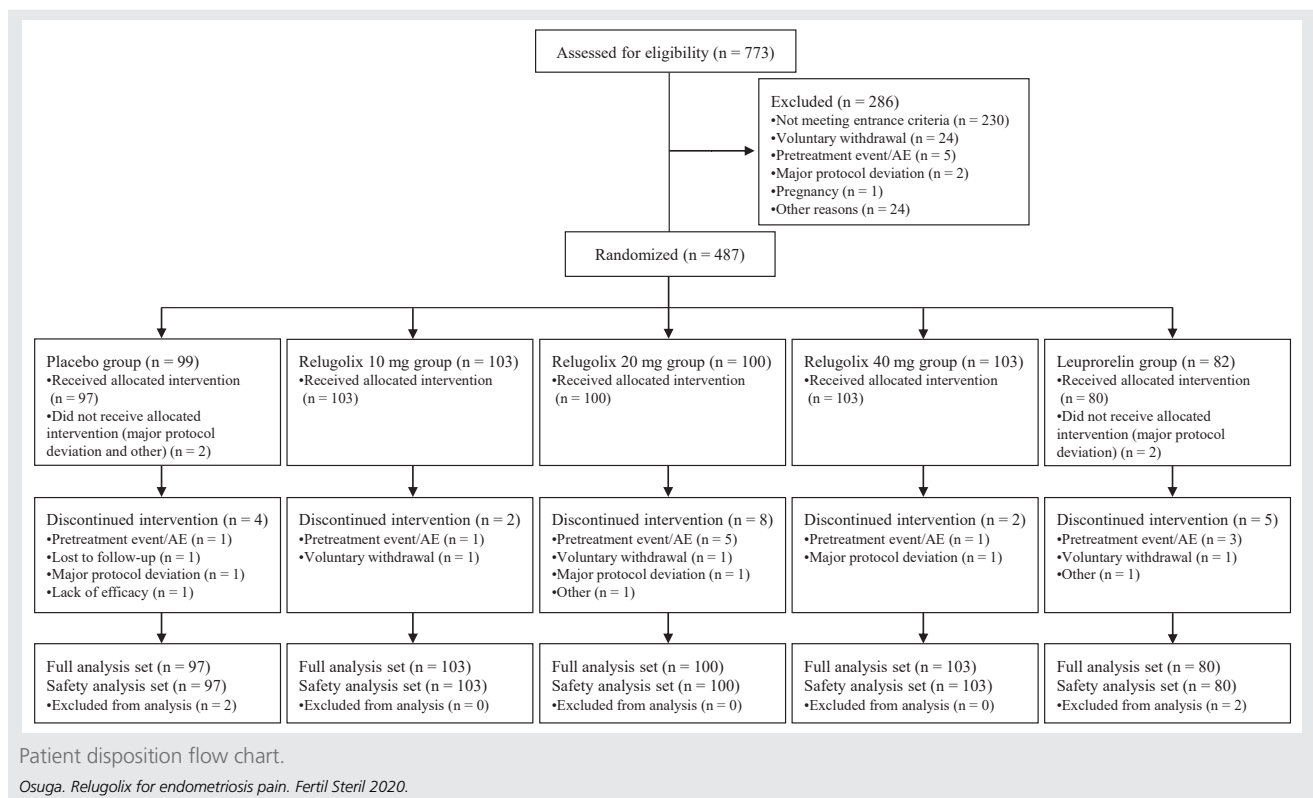 Assessed for eligibility (n = 773)
Excluded (n = 286)
•Not meeting entrance criteria (n = 230)
•Voluntary withdrawal (n = 24)
•Pretreatment event/AE (n = 5)
•Major protocol deviation (n = 2)
•Pregnancy (n = 1)
•Other reasons (n = 24)
Randomized (n = 487)
Placebo group (n = 99)
•Received allocated intervention
(n = 97)
•Did not receive allocated
intervention (major protocol
deviation and other) (n = 2)
Relugolix 10 mg group (n = 103)
•Received allocated intervention
(n = 103)
Relugolix 20 mg group (n = 100)
•Received allocated intervention
(n = 100)
Relugolix 40 mg group (n = 103)
•Received allocated intervention
(n = 103)
Leuprorelin group (n = 82)
•Received allocated intervention
(n = 80)
•Did not receive allocated
intervention (major protocol
deviation) (n = 2)
Discontinued intervention (n = 4)
•Pretreatment event/AE (n = 1)
•Lost to follow-up (n = 1)
•Major protocol deviation (n = 1)
•Lack of efficacy (n = 1)
Discontinued intervention (n = 2)
•Pretreatment event/AE (n = 1)
•Voluntary withdrawal (n = 1)
Discontinued intervention (n = 8)
•Pretreatment event/AE (n = 5)
•Voluntary withdrawal (n = 1)
•Major protocol deviation (n = 1)
•Other (n = 1)
Discontinued intervention (n = 2)
•Pretreatment event/AE (n = 1)
•Major protocol deviation (n = 1)
Discontinued intervention (n = 5)
•Pretreatment event/AE (n = 3)
•Voluntary withdrawal (n = 1)
•Other (n = 1)
Full analysis set (n = 97)
Safety analysis set (n = 97)
•Excluded from analysis (n = 2)
Full analysis set (n = 103)
Safety analysis set (n = 103)
•Excluded from analysis (n = 0)
Full analysis set (n = 100)
Safety analysis set (n = 100)
•Excluded from analysis (n = 0)
Full analysis set (n = 103)
Safety analysis set (n = 103)
•Excluded from analysis (n = 0)
Full analysis set (n = 80)
Safety analysis set (n = 80)
•Excluded from analysis (n = 2)
Patient disposition flow chart.
Osuga. Relugolix for endometriosis pain. Fertil Steril 2020.